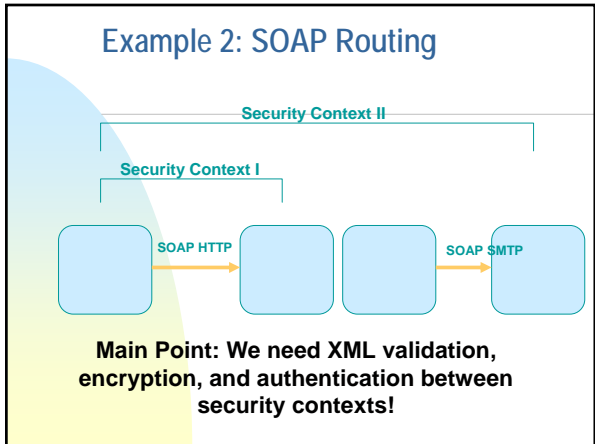 Example 2: SOAP Routing
Security Context II
Security Context I
SOAP HTTP
SOAP SMTP
Main Point: We need XML validation,
encryption, and authentication between
security contexts!